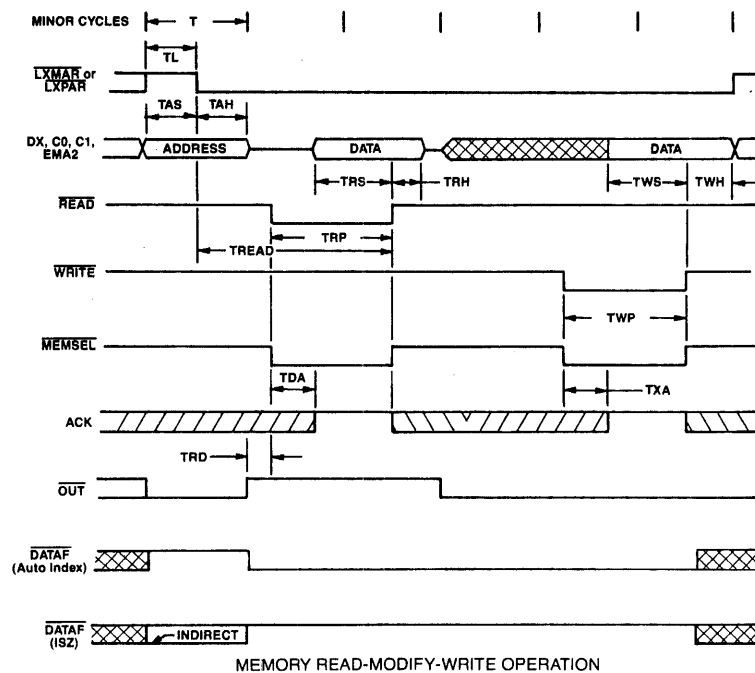 MINOR CYCLES T
TL
LXMAR or
LXPAR
TAS TAH
DX, C0, C1,
EMA2
ADDRESS DATA DATA
TRS TRH TWS TWH
READ
TRP
TREAD
WRITE
TWP
MEMSEL
TDA TXA
ACK
TRD
OUT
DATAF
(Auto Index)
DATAF
(ISZ)
INDIRECT
MEMORY READ-MODIFY-WRITE OPERATION